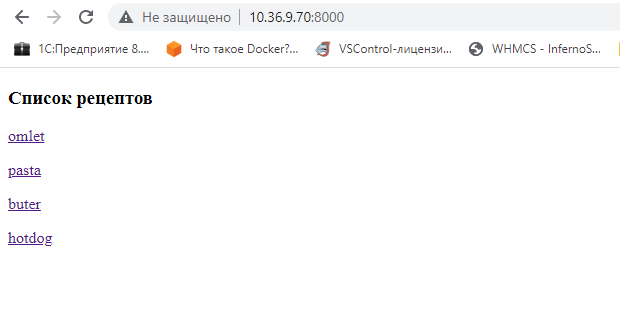 Не защищено | 10.36.9.70:8000
1С:Предприятие 8.... Что такое Docker?... VSControl-лицензи... WHMCS - InfernoS...
Список рецептов
omlet
pasta
buter
hotdog